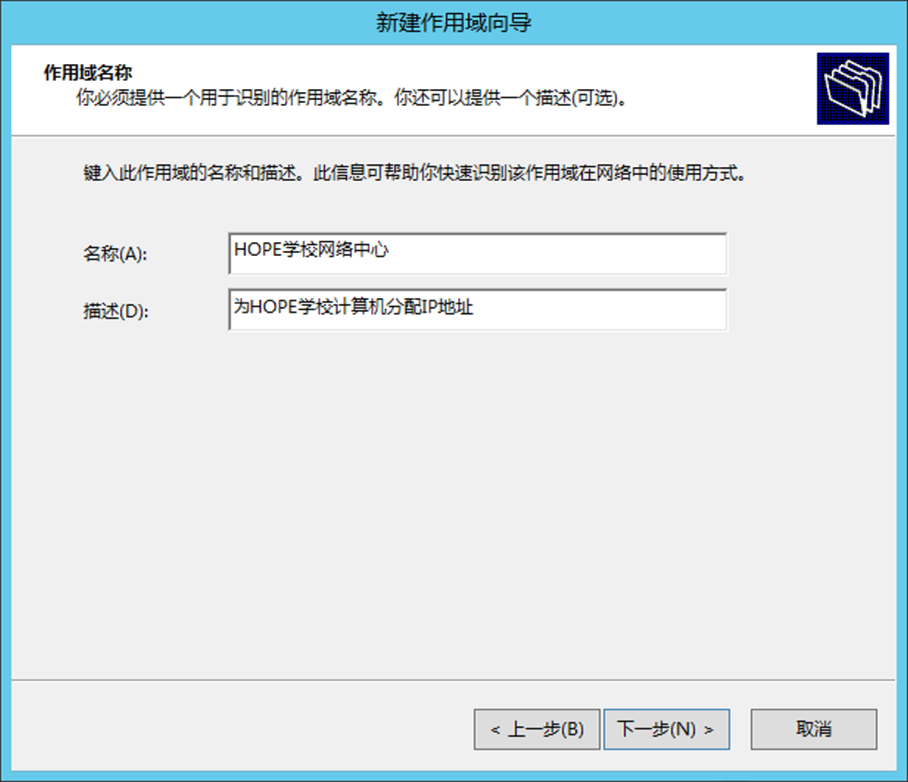 新建作用域向导
作用域名称
你必须提供一个用于识别的作用域名称。你还可以提供一个描述(可选)。
键入此作用域的名称和描述。此信息可帮助你快速识别该作用域在网络中的使用方式。
名称(A): HOPE学校网络中心
描述(D): 为HOPE学校计算机分配IP地址
< 上一步(B) 下一步(N) > 取消